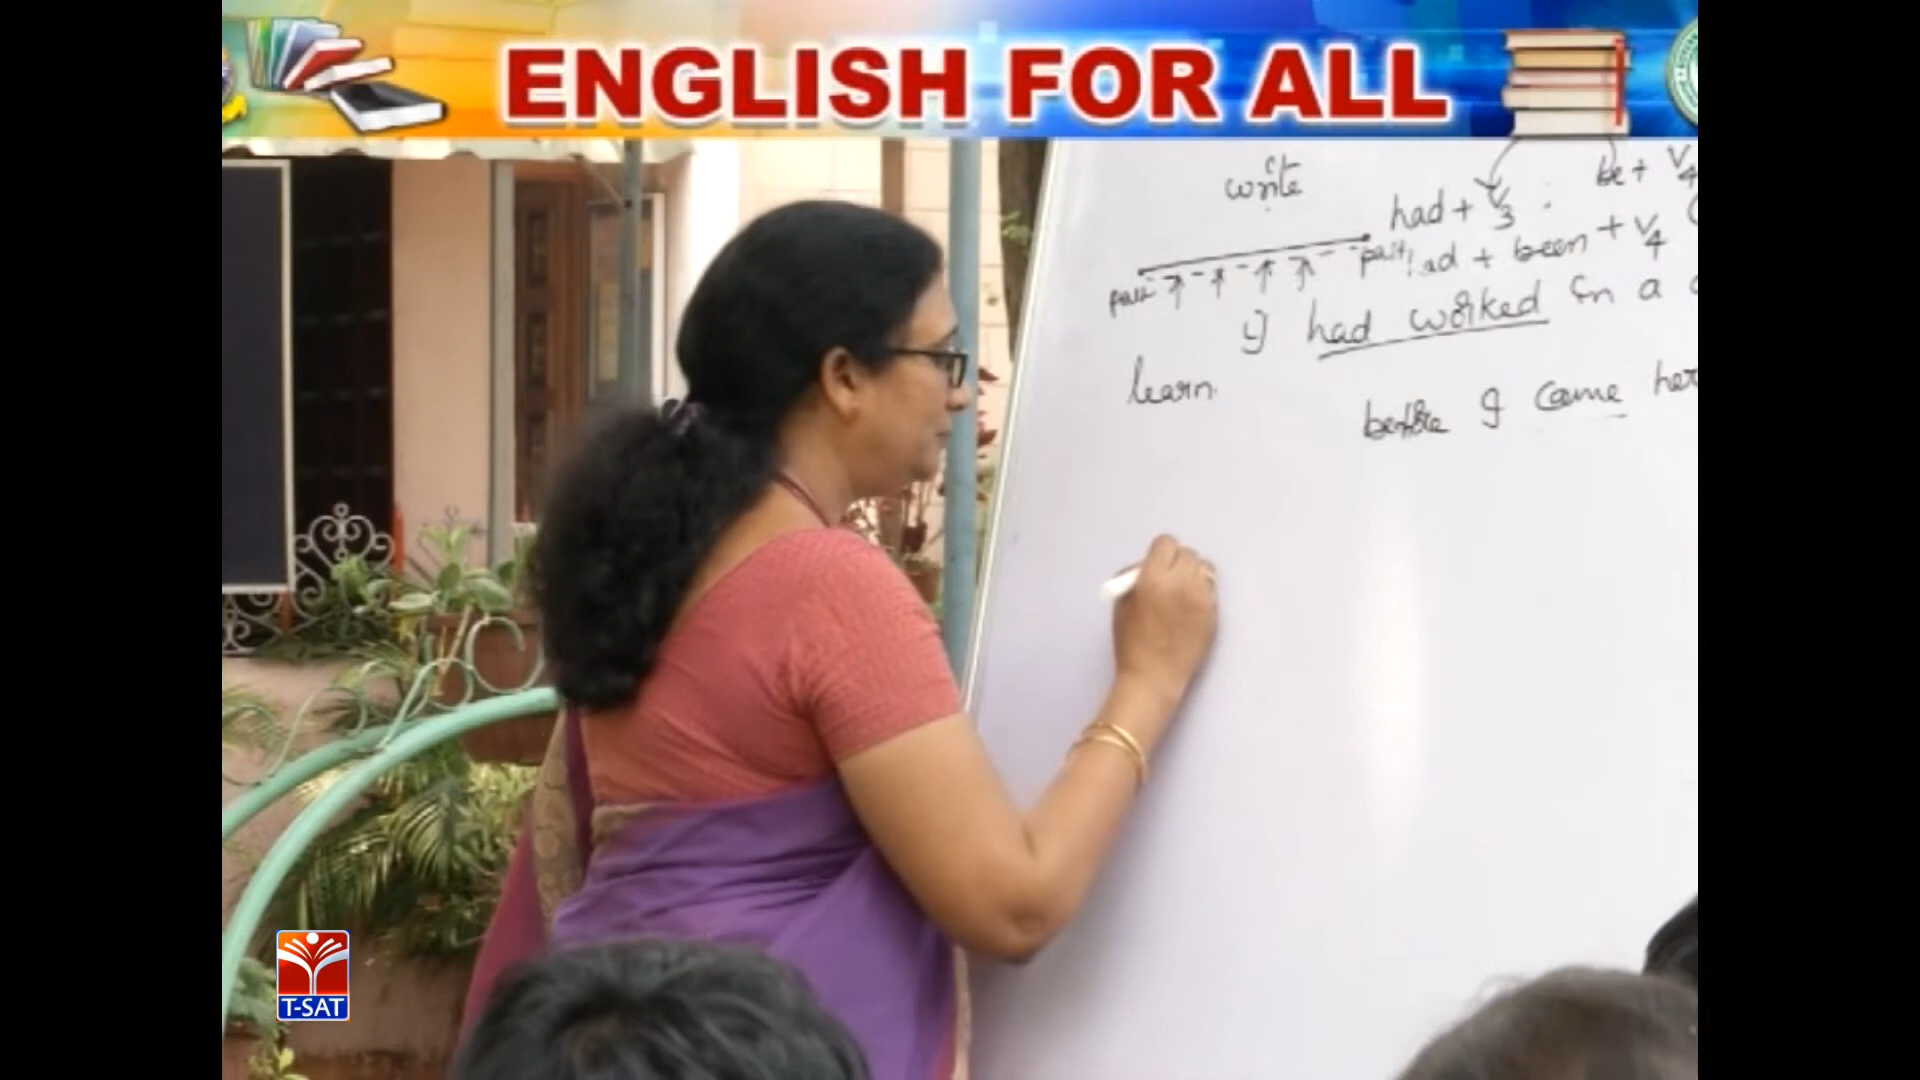 ENGLISH FOR ALL
write
had + V3 : be + V4
past past had + been + V4
I had worked in a
learn.
before I came her
T-SAT